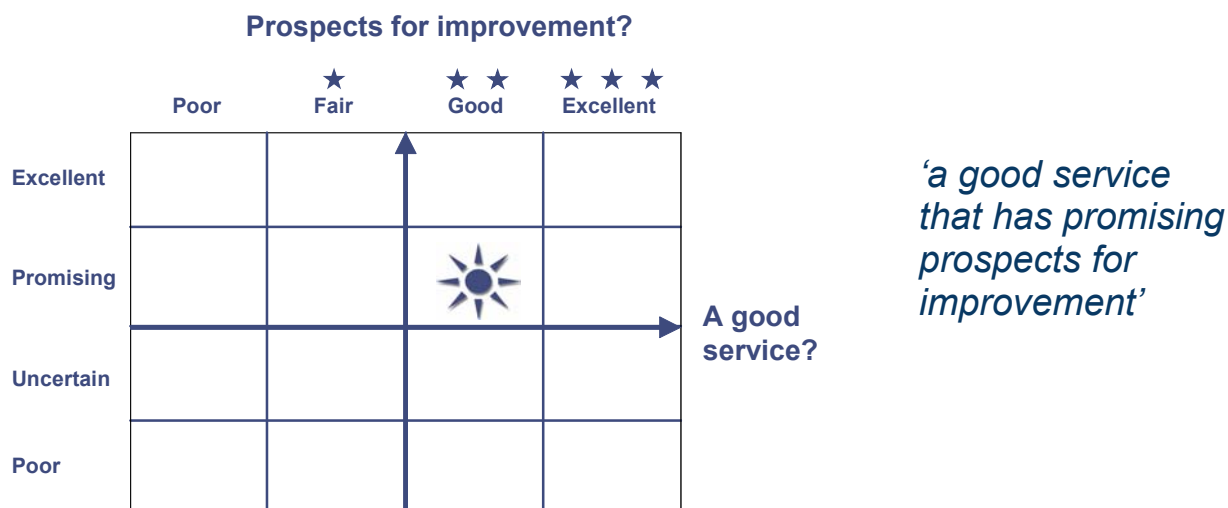 Prospects for improvement?
Poor Fair Good Excellent
Excellent
Promising
Uncertain
Poor
A good
service?
‘a good service
that has promising
prospects for
improvement’